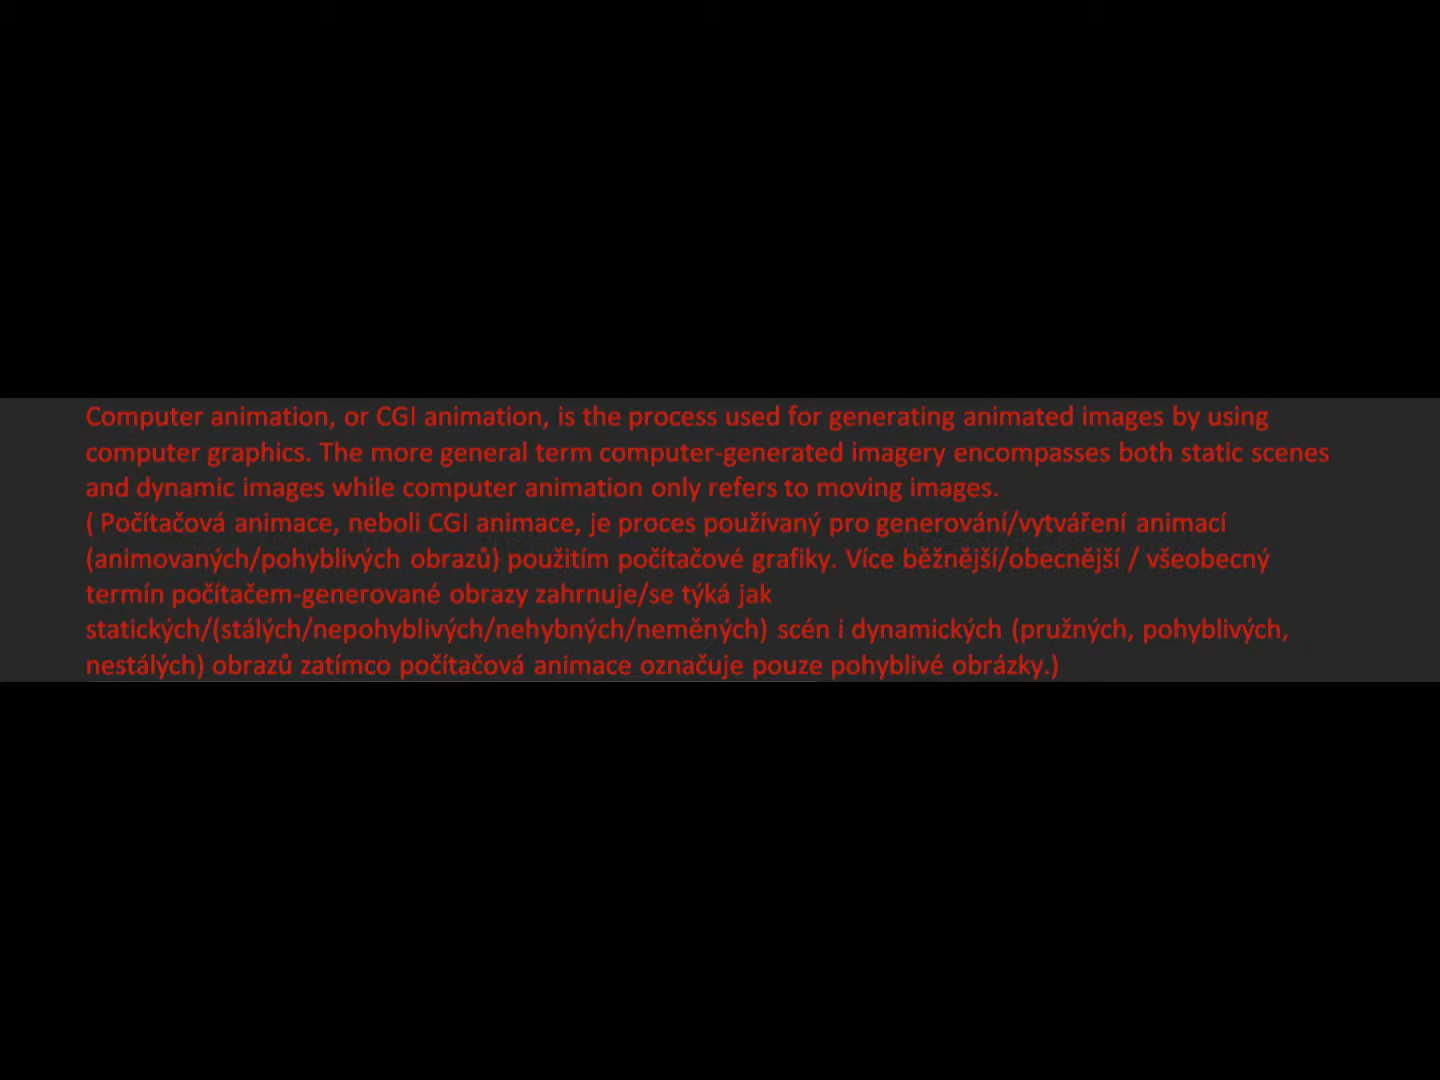 Computer animation, or CGI animation, is the process used for generating animated images by using
computer graphics. The more general term computer-generated imagery encompasses both static scenes
and dynamic images while computer animation only refers to moving images.
( Počítačová animace, neboli CGI animace, je proces používaný pro generování/vytváření animací
(animovaných/pohyblivých obrazů) použitím počítačové grafiky. Více běžnější/obecnější / všeobecný
termín počítačem-generované obrazy zahrnuje/se týká jak
statických/(stálých/nepohyblivých/nehybných/neměných) scén i dynamických (pružných, pohyblivých,
nestálých) obrazů zatímco počítačová animace označuje pouze pohyblivé obrázky.)